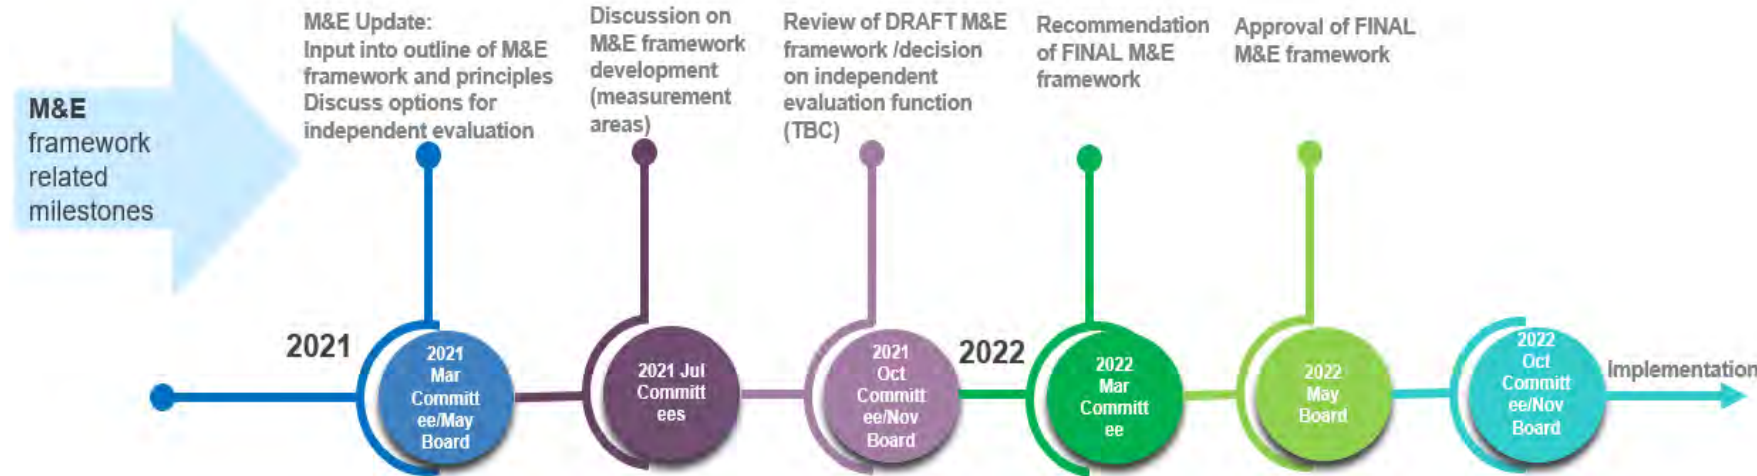 M&E
framework
related
milestones
M&E Update:
Input into outline of M&E
framework and principles
Discuss options for
independent evaluation
Discussion on
M&E framework
development
(measurement
areas)
Review of DRAFT M&E
framework /decision
on independent
evaluation function
(TBC)
Recommendation
of FINAL M&E
framework
Approval of FINAL
M&E framework
2021
2021
Mar
Committ
ee/May
Board
2021 Jul
Committ
ees
2021
Oct
Committ
ee/Nov
Board
2022
2022
Mar
Committ
ee
2022
May
Board
2022
Oct
Committ
ee/Nov
Board
Implementation